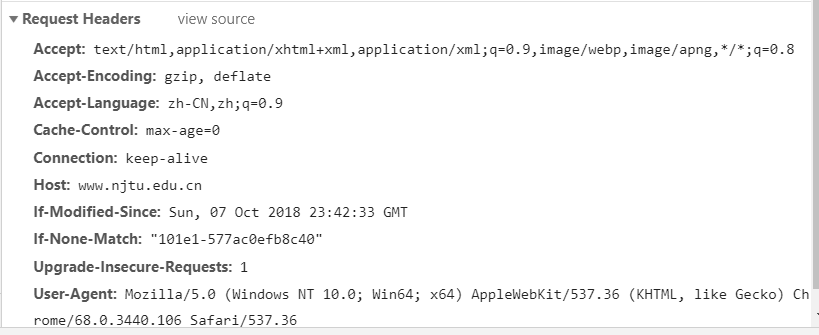 Request Headers view source
Accept: text/html,application/xhtml+xml,application/xml;q=0.9,image/webp,image/apng,*/*;q=0.8
Accept-Encoding: gzip, deflate
Accept-Language: zh-CN,zh;q=0.9
Cache-Control: max-age=0
Connection: keep-alive
Host: www.njtu.edu.cn
If-Modified-Since: Sun, 07 Oct 2018 23:42:33 GMT
If-None-Match: "101e1-577ac0efb8c40"
Upgrade-Insecure-Requests: 1
User-Agent: Mozilla/5.0 (Windows NT 10.0; Win64; x64) AppleWebKit/537.36 (KHTML, like Gecko) Ch
rome/68.0.3440.106 Safari/537.36